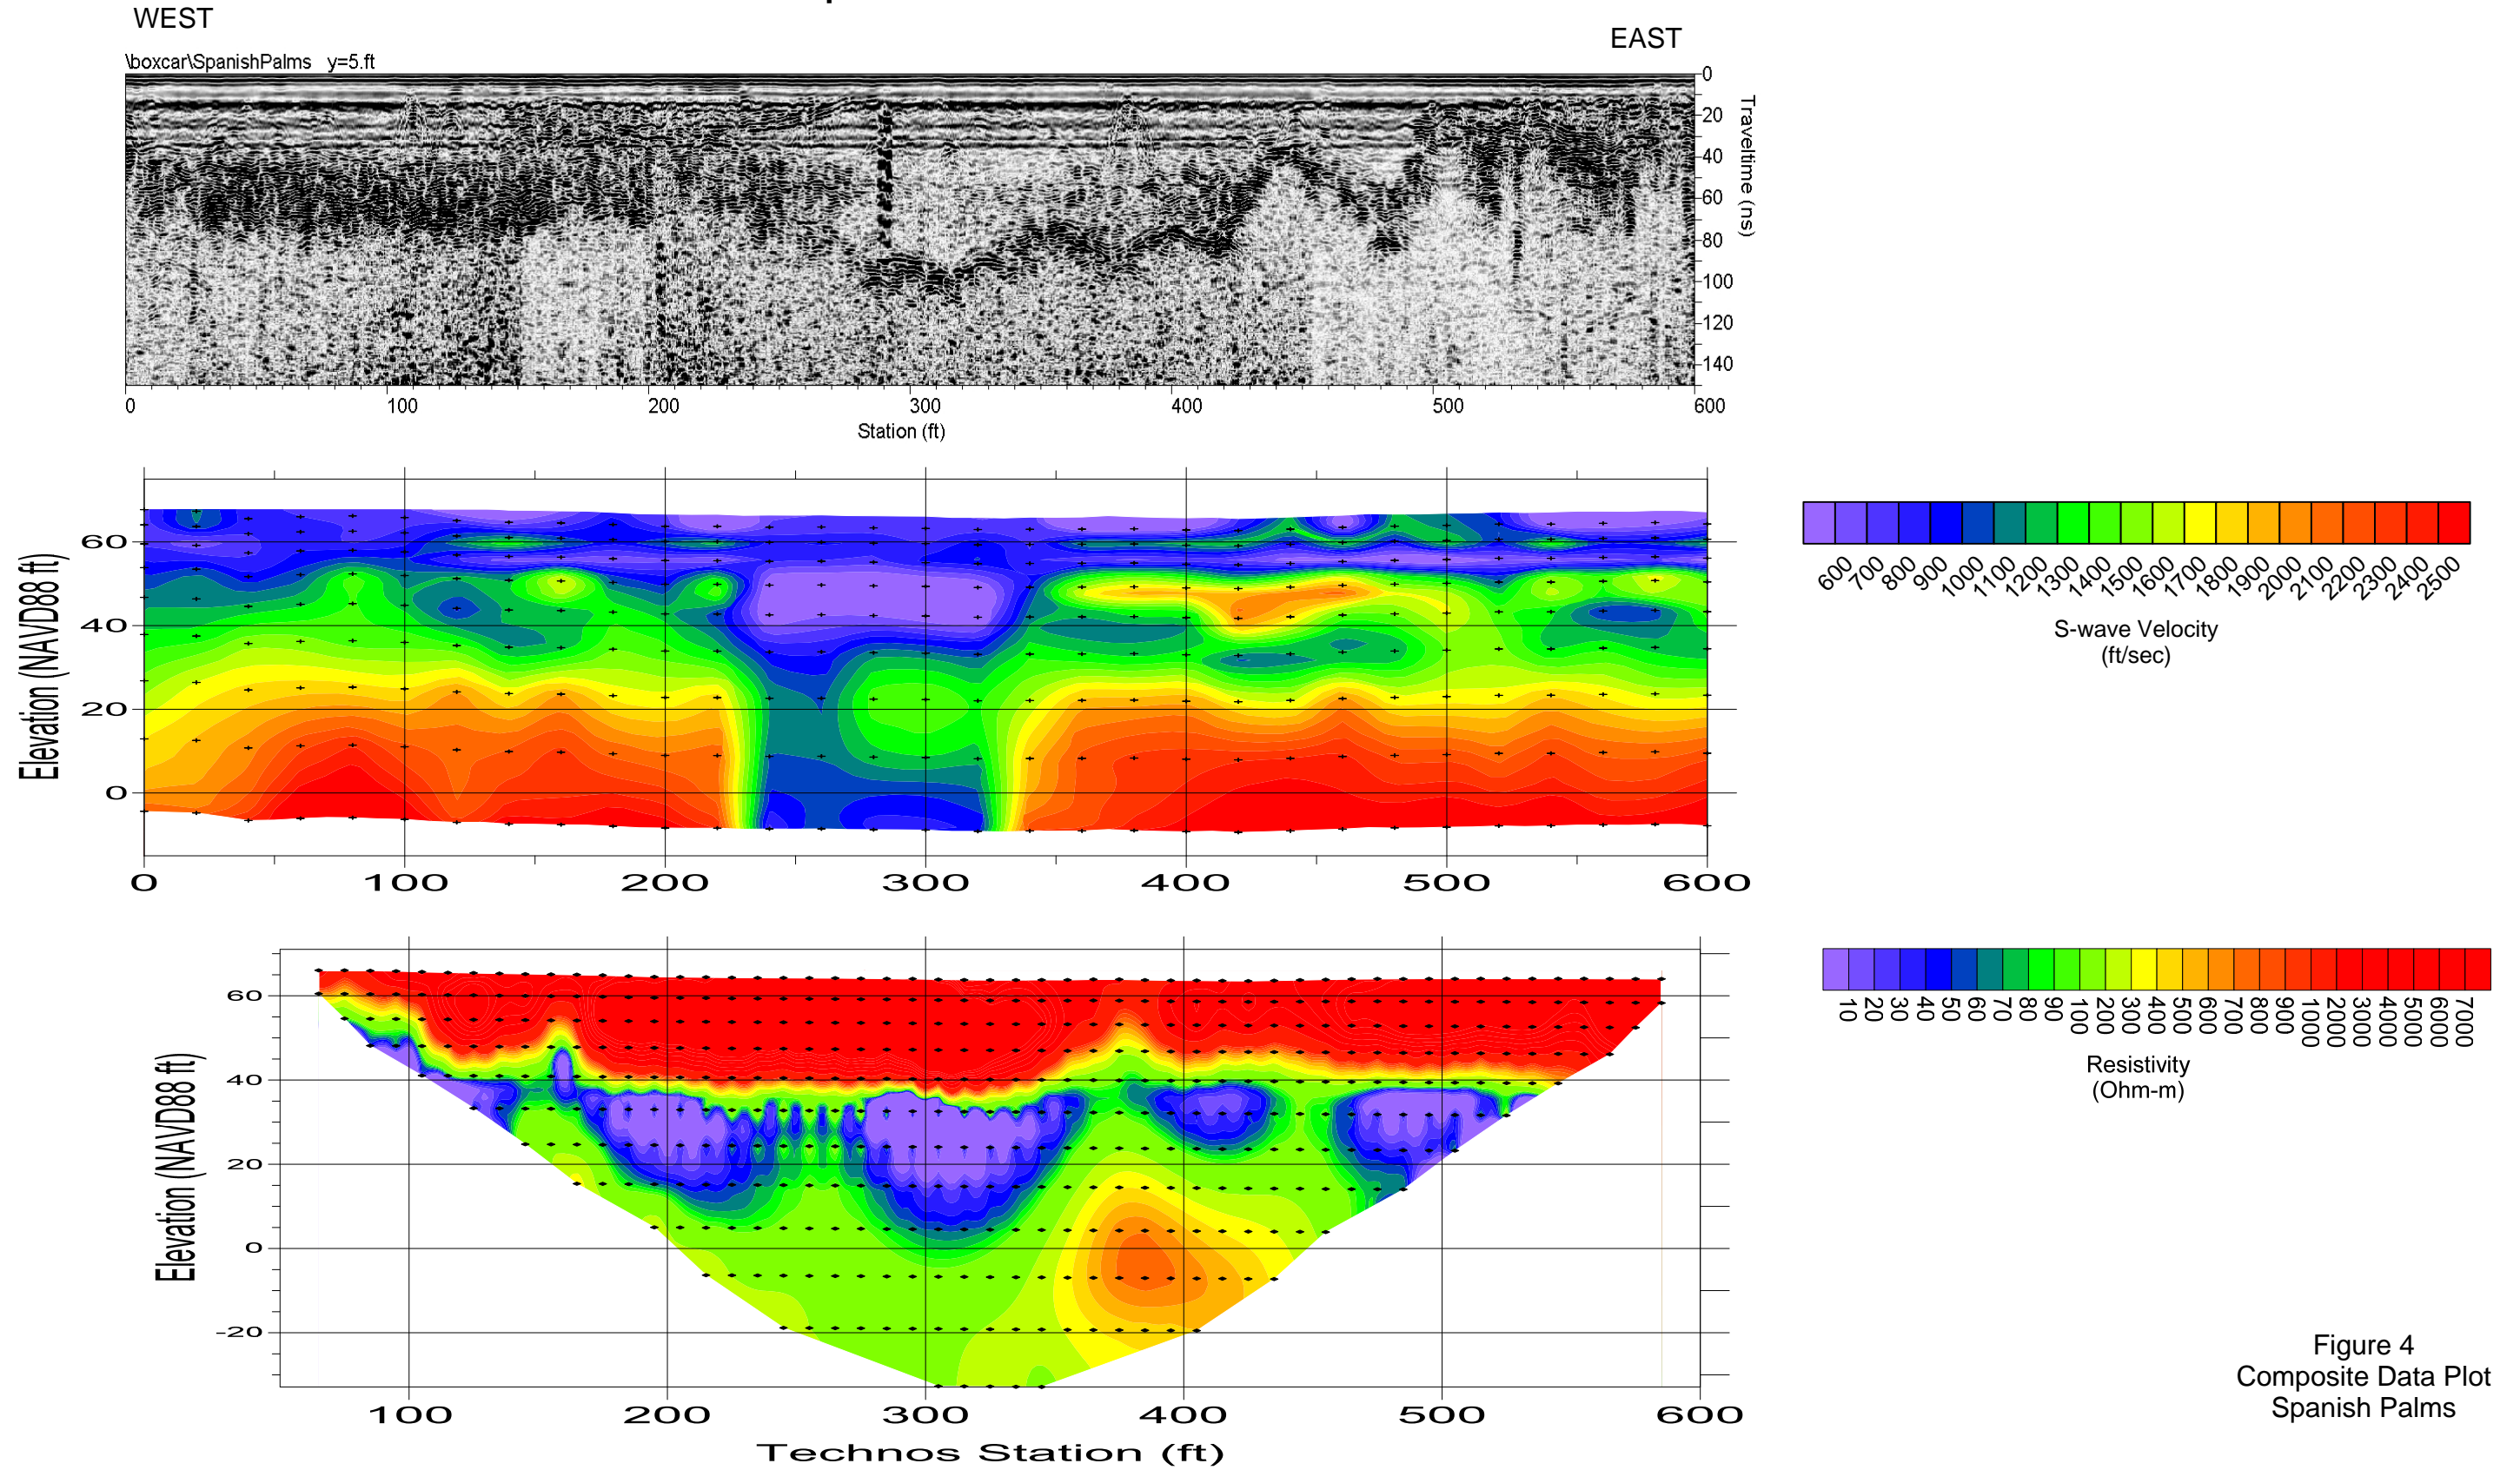 WEST
EAST
\boxcar\SpanishPalms y=5.ft
0
20
40
60
80
100
120
140
Traveltime (ns)
0 100 200 300 400 500 600
Station (ft)
60
40
20
0
Elevation (NAVD88 ft)
0 100 200 300 400 500 600
600 700 800 900 1000 1100 1200 1300 1400 1500 1600 1700 1800 1900 2000 2100 2200 2300 2400 2500
S-wave Velocity
(ft/sec)
60
40
20
0
-20
Elevation (NAVD88 ft)
100 200 300 400 500 600
Technos Station (ft)
10 20 30 40 50 60 70 80 90 100 200 300 400 500 600 700 800 900 1000 2000 3000 4000 5000 6000 7000
Resistivity
(Ohm-m)
Figure 4
Composite Data Plot
Spanish Palms